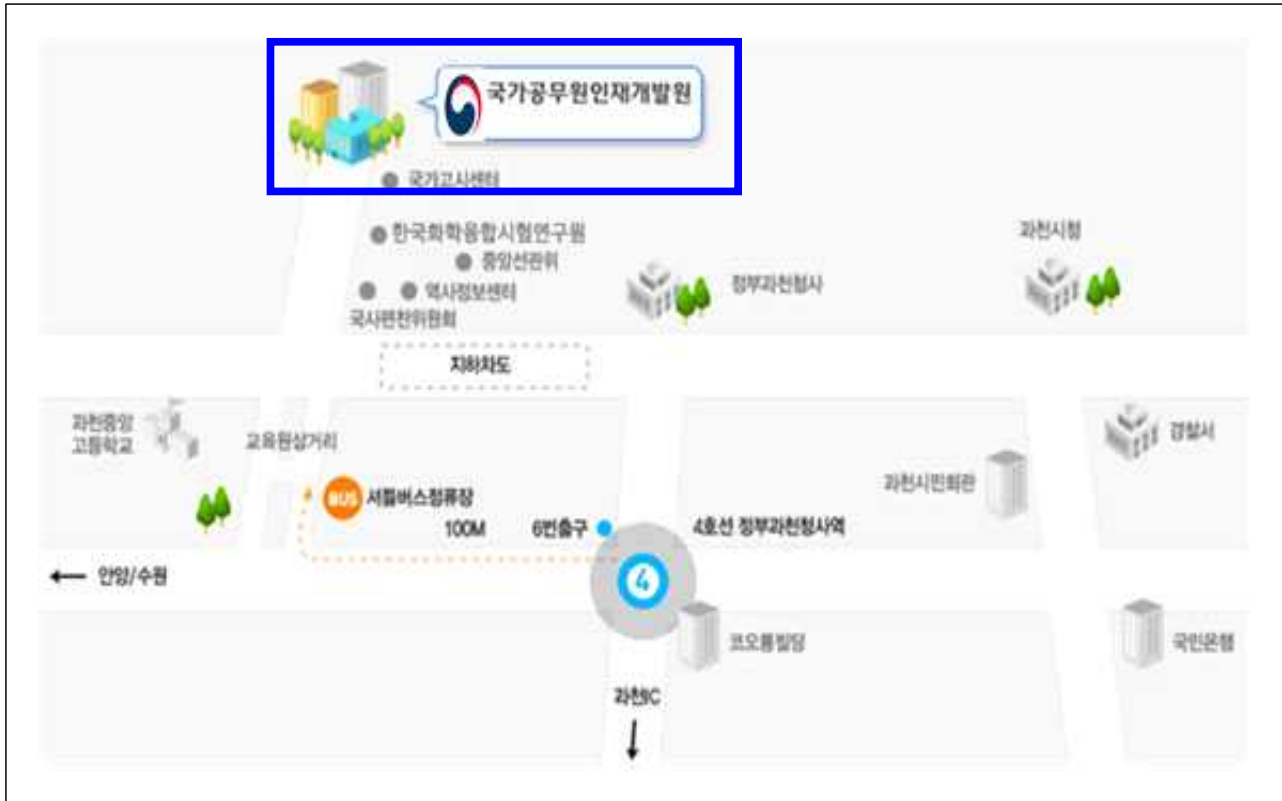 국가공무원인재개발원
국가고시센터
한국화학융합시험연구원
중앙선관위
역사정보센터
국사편찬위원회
정부과천청사
과천시청
지하차도
과천중앙
고등학교
교육원삼거리
경찰서
과천시민회관
BUS 셔틀버스정류장
100M
6번출구
4호선 정부과천청사역
4
← 안양/수원
코오롱빌딩
국민은행
과천IC